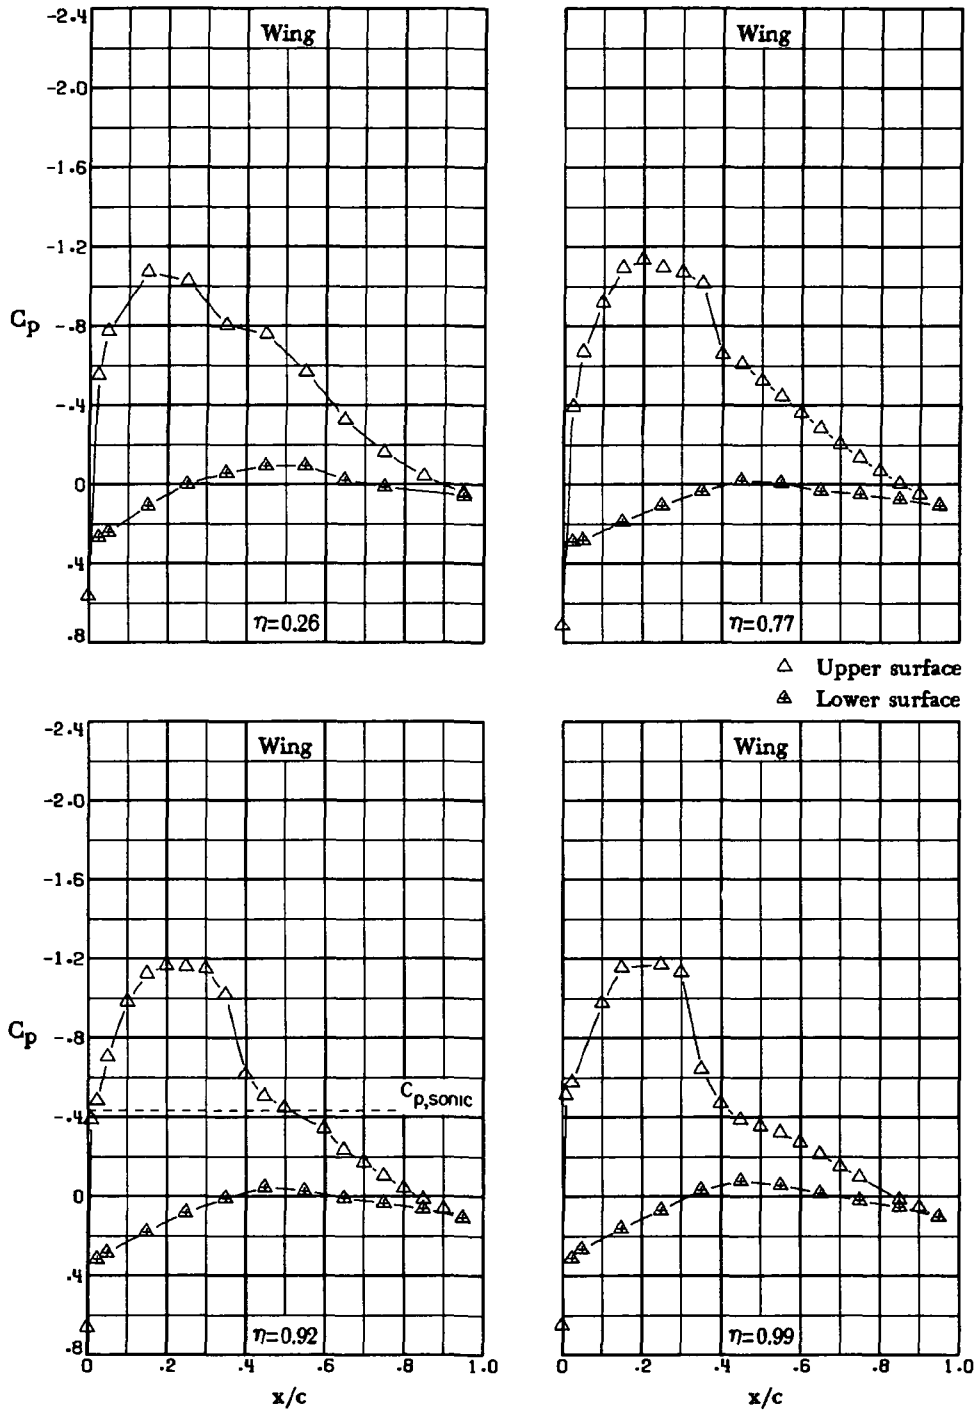 -2.4
Wing
Wing
-2.0
-1.6
-1.2
Cp
-.8
-.4
0
.4
.8
η=0.26
η=0.77
Upper surface
Lower surface
-2.4
Wing
Wing
-2.0
-1.6
-1.2
Cp
-.8
Cp,sonic
-.4
0
.4
.8
η=0.92
η=0.99
0 .2 .4 .6 .8 1.0
0 .2 .4 .6 .8 1.0
x/c
x/c